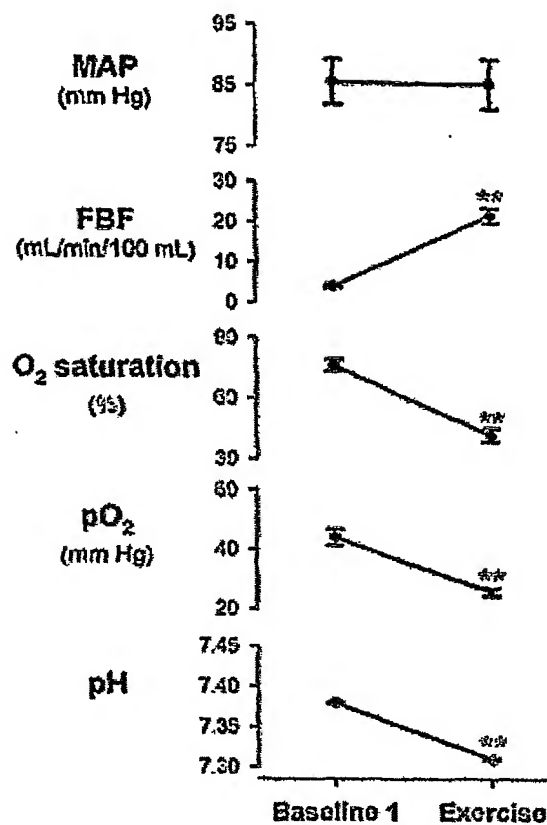 95
MAP
(mm Hg)
85
75
30
**
FBF
20
(mL/min/100 mL)
10
0
90
O₂ saturation
60
(%)
**
30
60
pO₂
(mm Hg)
40
**
20
7.45
pH
7.40
7.35
**
7.30
Baseline 1 Exercise